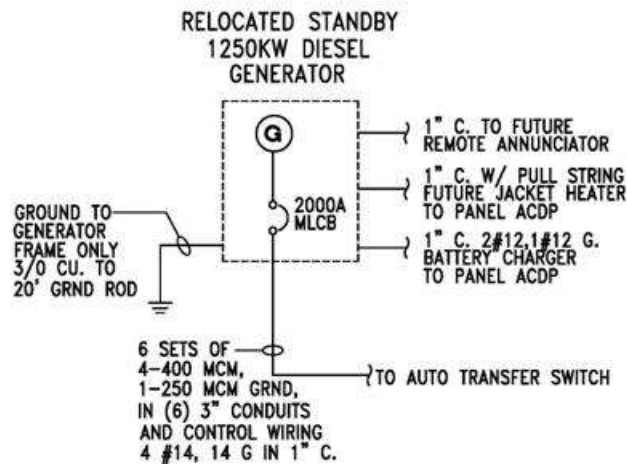 RELOCATED STANDBY
1250KW DIESEL
GENERATOR
G
2000A
MLCB
1" C. TO FUTURE
REMOTE ANNUNCIATOR
1" C. W/ PULL STRING
FUTURE JACKET HEATER
TO PANEL ACDP
1" C. 2#12,1#12 G.
BATTERY CHARGER
TO PANEL ACDP
GROUND TO
GENERATOR
FRAME ONLY
3/0 CU. TO
20' GRND ROD
6 SETS OF
4-400 MCM,
1-250 MCM GRND,
IN (6) 3" CONDUITS
AND CONTROL WIRING
4 #14, 14 G IN 1" C.
TO AUTO TRANSFER SWITCH